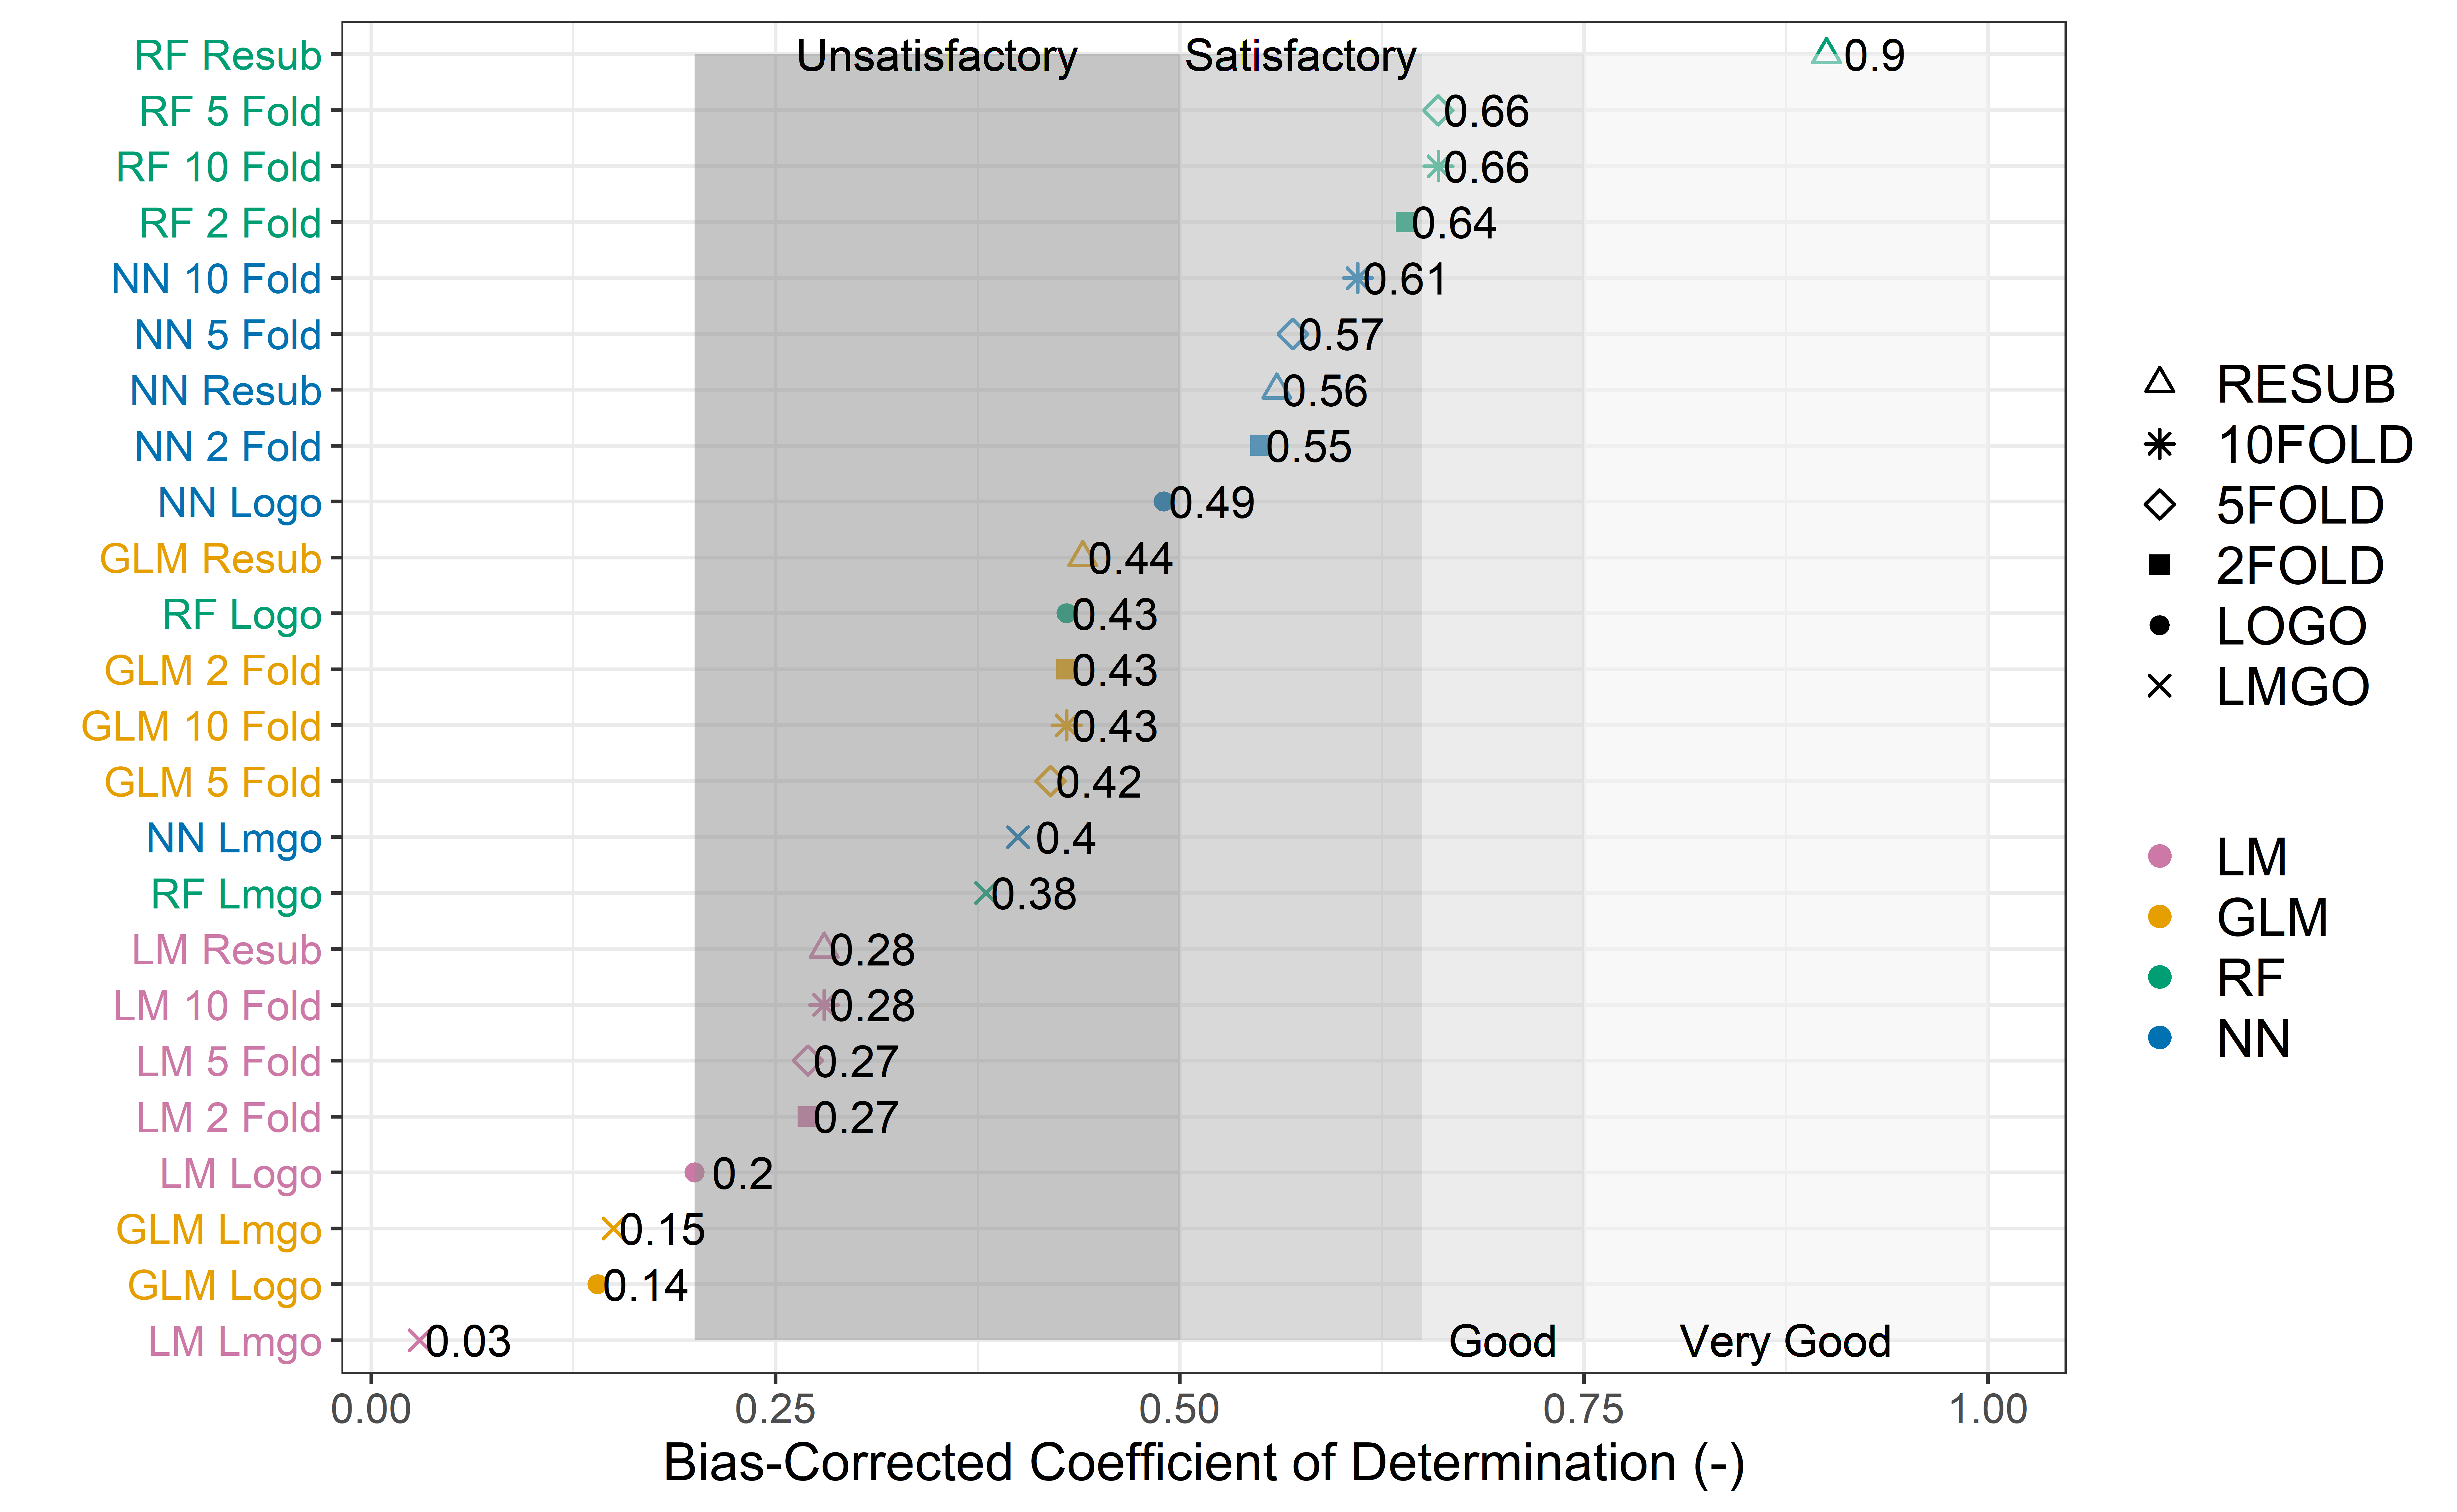 RF Resub Unsatisfactory Satisfactory 0.9
RF 5 Fold 0.66
RF 10 Fold 0.66
RF 2 Fold 0.64
NN 10 Fold 0.61
NN 5 Fold 0.57
NN Resub 0.56
NN 2 Fold 0.55
NN Logo 0.49
GLM Resub 0.44
RF Logo 0.43
GLM 2 Fold 0.43
GLM 10 Fold 0.43
GLM 5 Fold 0.42
NN Lmgo 0.4
RF Lmgo 0.38
LM Resub 0.28
LM 10 Fold 0.28
LM 5 Fold 0.27
LM 2 Fold 0.27
LM Logo 0.2
GLM Lmgo 0.15
GLM Logo 0.14
LM Lmgo 0.03 Good Very Good
0.00 0.25 0.50 0.75 1.00
Bias-Corrected Coefficient of Determination (-)
RESUB
10FOLD
5FOLD
2FOLD
LOGO
LMGO
LM
GLM
RF
NN